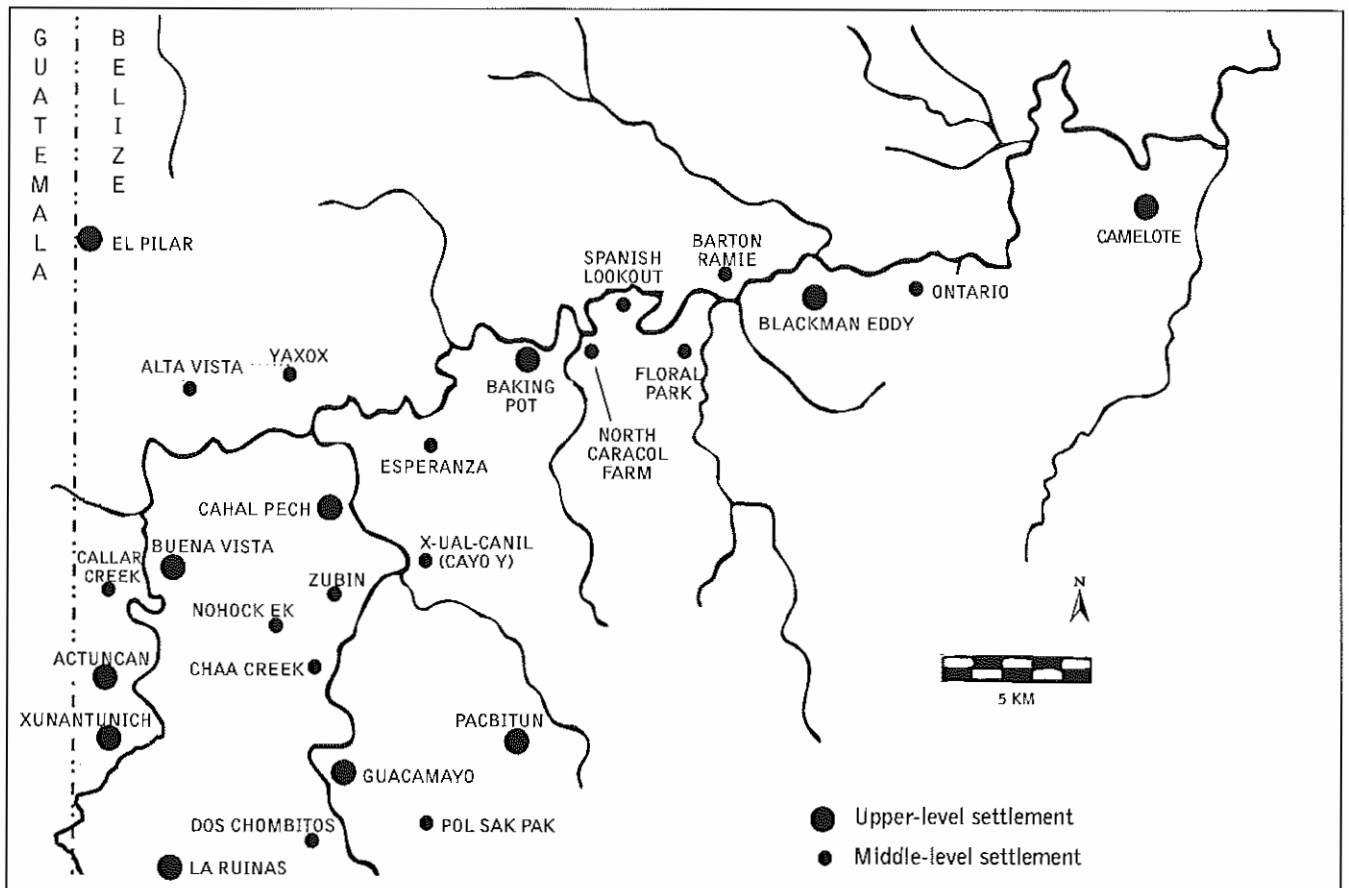 GUATEMALA
BELIZE
EL PILAR
CAMELOTE
BARTON
RAMIE
SPANISH
LOOKOUT
ONTARIO
BLACKMAN EDDY
YAXOX
ALTA VISTA
BAKING
POT
FLORAL
PARK
NORTH
CARACOL
FARM
ESPERANZA
CAHAL PECH
BUENA VISTA
X-UAL-CANIL
(CAYO Y)
CALLAR
CREEK
ZUBIN
NOHOCK EK
N
ACTUNCAN
CHAA CREEK
5 KM
XUNANTUNICH
PACBITUN
GUACAMAYO
DOS CHOMBITOS
POL SAK PAK
LA RUINAS
Upper-level settlement
Middle-level settlement